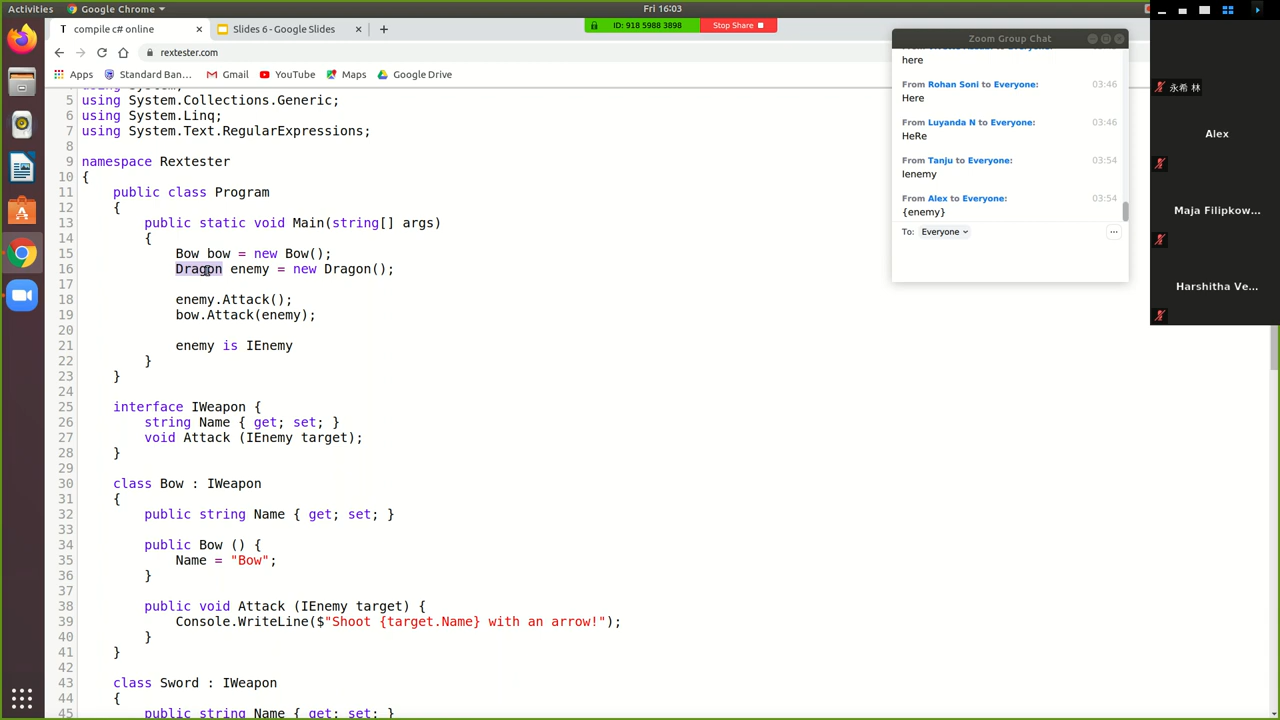 Activities
Google Chrome
Fri 16:03
compile c# online
Slides 6 - Google Slides
ID: 918 5988 3898
Stop Share
rextester.com
Apps
Standard Ban...
Gmail
YouTube
Maps
Google Drive
5 using System.Collections.Generic;
6 using System.Linq;
7 using System.Text.RegularExpressions;
8
9 namespace Rextester
10 {
11 public class Program
12 {
13 public static void Main(string[] args)
14 {
15 Bow bow = new Bow();
16 Dragon enemy = new Dragon();
17
18 enemy.Attack();
19 bow.Attack(enemy);
20
21 enemy is IEnemy
22 }
23 }
24
25 interface IWeapon {
26 string Name { get; set; }
27 void Attack (IEnemy target);
28 }
29
30 class Bow : IWeapon
31 {
32 public string Name { get; set; }
33
34 public Bow () {
35 Name = "Bow";
36 }
37
38 public void Attack (IEnemy target) {
39 Console.WriteLine($"Shoot {target.Name} with an arrow!");
40 }
41 }
42
43 class Sword : IWeapon
44 {
45 public string Name { get; set; }
Zoom Group Chat
here
From Rohan Soni to Everyone: 03:46
Here
From Luyanda N to Everyone: 03:46
HeRe
From Tanju to Everyone: 03:54
Ienemy
From Alex to Everyone: 03:54
{enemy}
To: Everyone
永希 林
Alex
Maja Filipkow...
Harshitha Ve...